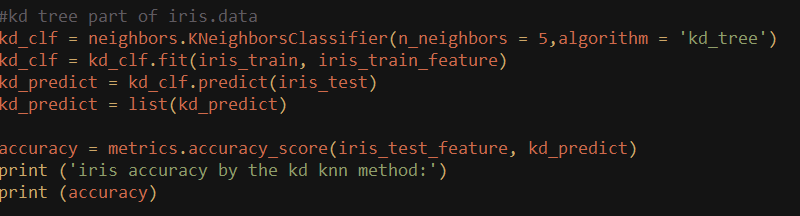 #kd tree part of iris.data
kd_clf = neighbors.KNeighborsClassifier(n_neighbors = 5,algorithm = 'kd_tree')
kd_clf = kd_clf.fit(iris_train, iris_train_feature)
kd_predict = kd_clf.predict(iris_test)
kd_predict = list(kd_predict)
accuracy = metrics.accuracy_score(iris_test_feature, kd_predict)
print ('iris accuracy by the kd knn method:')
print (accuracy)